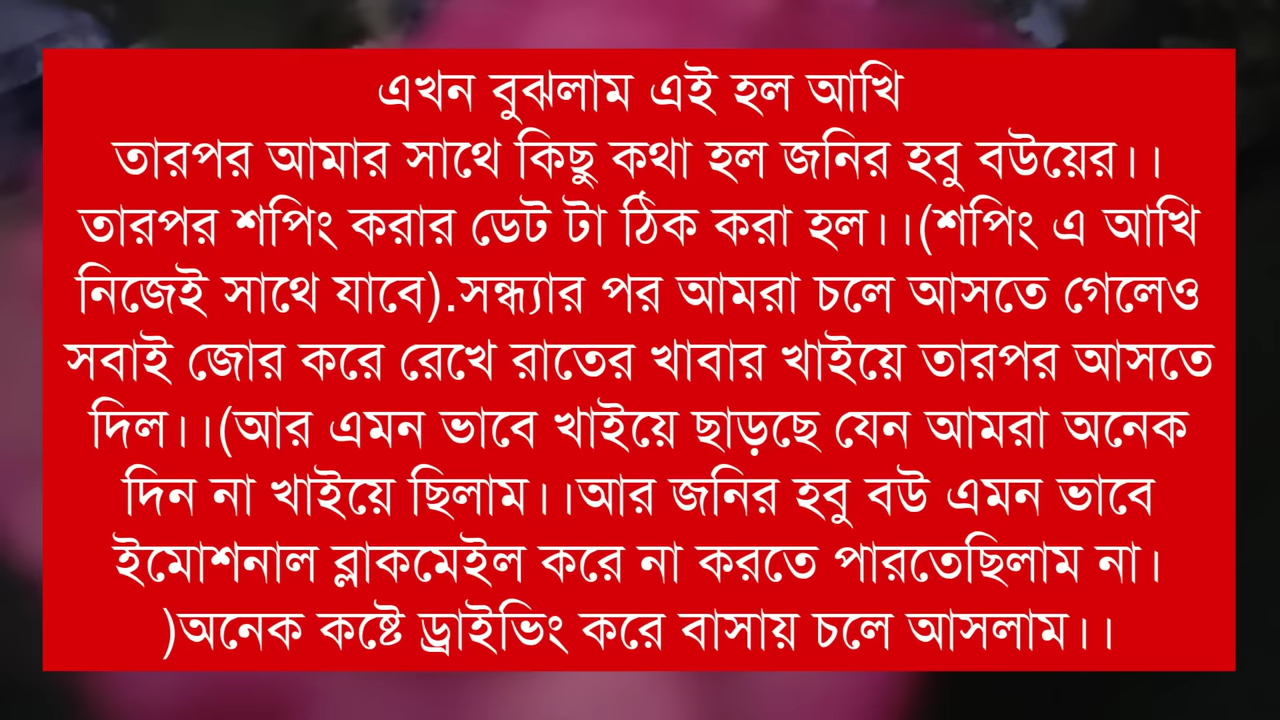 এখন বুঝলাম এই হল আখি
তারপর আমার সাথে কিছু কথা হল জনির হবু বউয়ের।।
তারপর শপিং করার ডেট টা ঠিক করা হল।।(শপিং এ আখি
নিজেই সাথে যাবে).সন্ধ্যার পর আমরা চলে আসতে গেলেও
সবাই জোর করে রেখে রাতের খাবার খাইয়ে তারপর আসতে
দিল।।(আর এমন ভাবে খাইয়ে ছাড়ছে যেন আমরা অনেক
দিন না খাইয়ে ছিলাম।।আর জনির হবু বউ এমন ভাবে
ইমোশনাল ব্লাকমেইল করে না করতে পারতেছিলাম না।
)অনেক কষ্টে ড্রাইভিং করে বাসায় চলে আসলাম।।